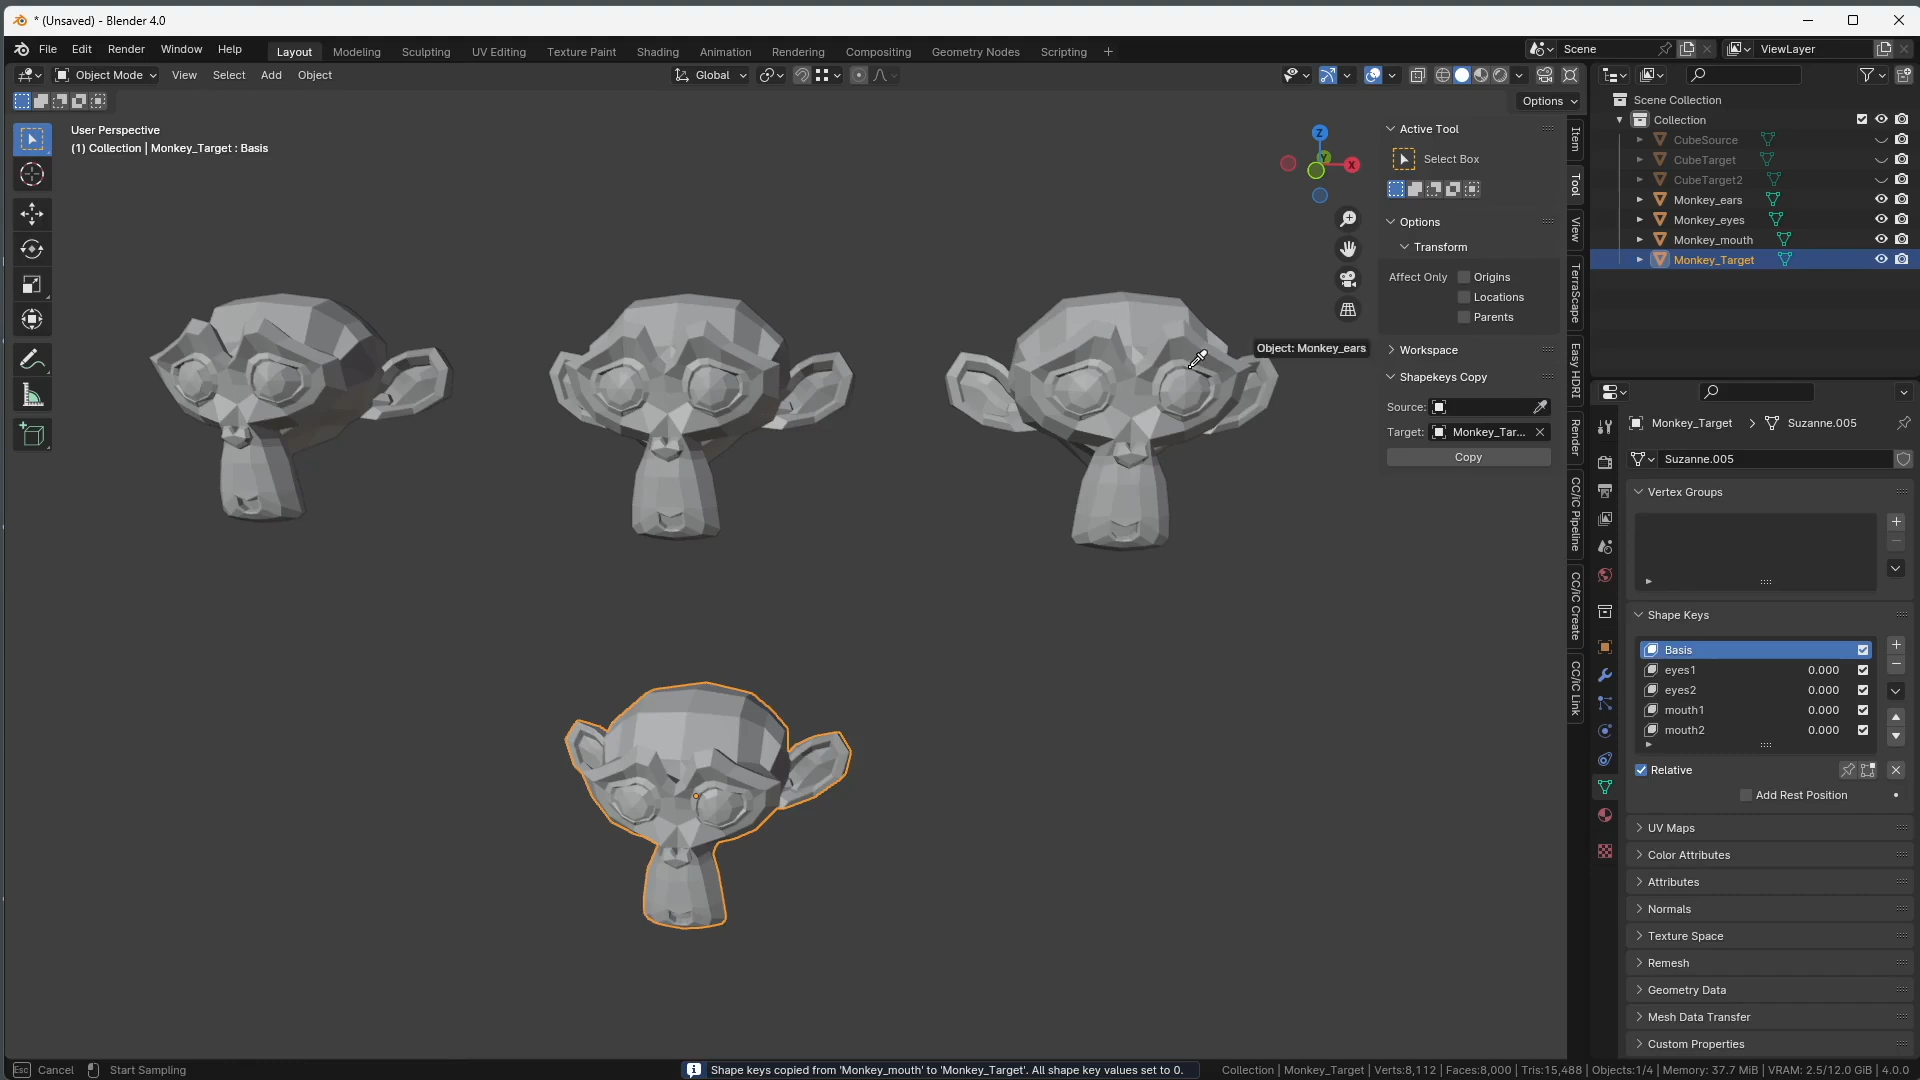 * (Unsaved) - Blender 4.0
File Edit Render Window Help Layout Modeling Sculpting UV Editing Texture Paint Shading Animation Rendering Compositing Geometry Nodes Scripting + Scene ViewLayer
Object Mode View Select Add Object Global
Options
User Perspective
(1) Collection | Monkey_Target : Basis
Z
Y
X
Object: Monkey_ears
Active Tool
Select Box
Options
Transform
Affect Only Origins
Locations
Parents
Workspace
Shapekeys Copy
Source:
Target: Monkey_Tar...
Copy
Item
Tool
View
TerraScape
Easy HDRI
Render
CC/iC Pipeline
CC/iC Create
CC/iC Link
Scene Collection
Collection
CubeSource
CubeTarget
CubeTarget2
Monkey_ears
Monkey_eyes
Monkey_mouth
Monkey_Target
Monkey_Target > Suzanne.005
Suzanne.005
Vertex Groups
Shape Keys
Basis
eyes1 0.000
eyes2 0.000
mouth1 0.000
mouth2 0.000
Relative
Add Rest Position
UV Maps
Color Attributes
Attributes
Normals
Texture Space
Remesh
Geometry Data
Mesh Data Transfer
Custom Properties
Esc Cancel Start Sampling
Shape keys copied from 'Monkey_mouth' to 'Monkey_Target'. All shape key values set to 0.
Collection | Monkey_Target | Verts:8,112 | Faces:8,000 | Tris:15,488 | Objects:1/4 | Memory: 37.7 MiB | VRAM: 2.5/12.0 GiB | 4.0.0